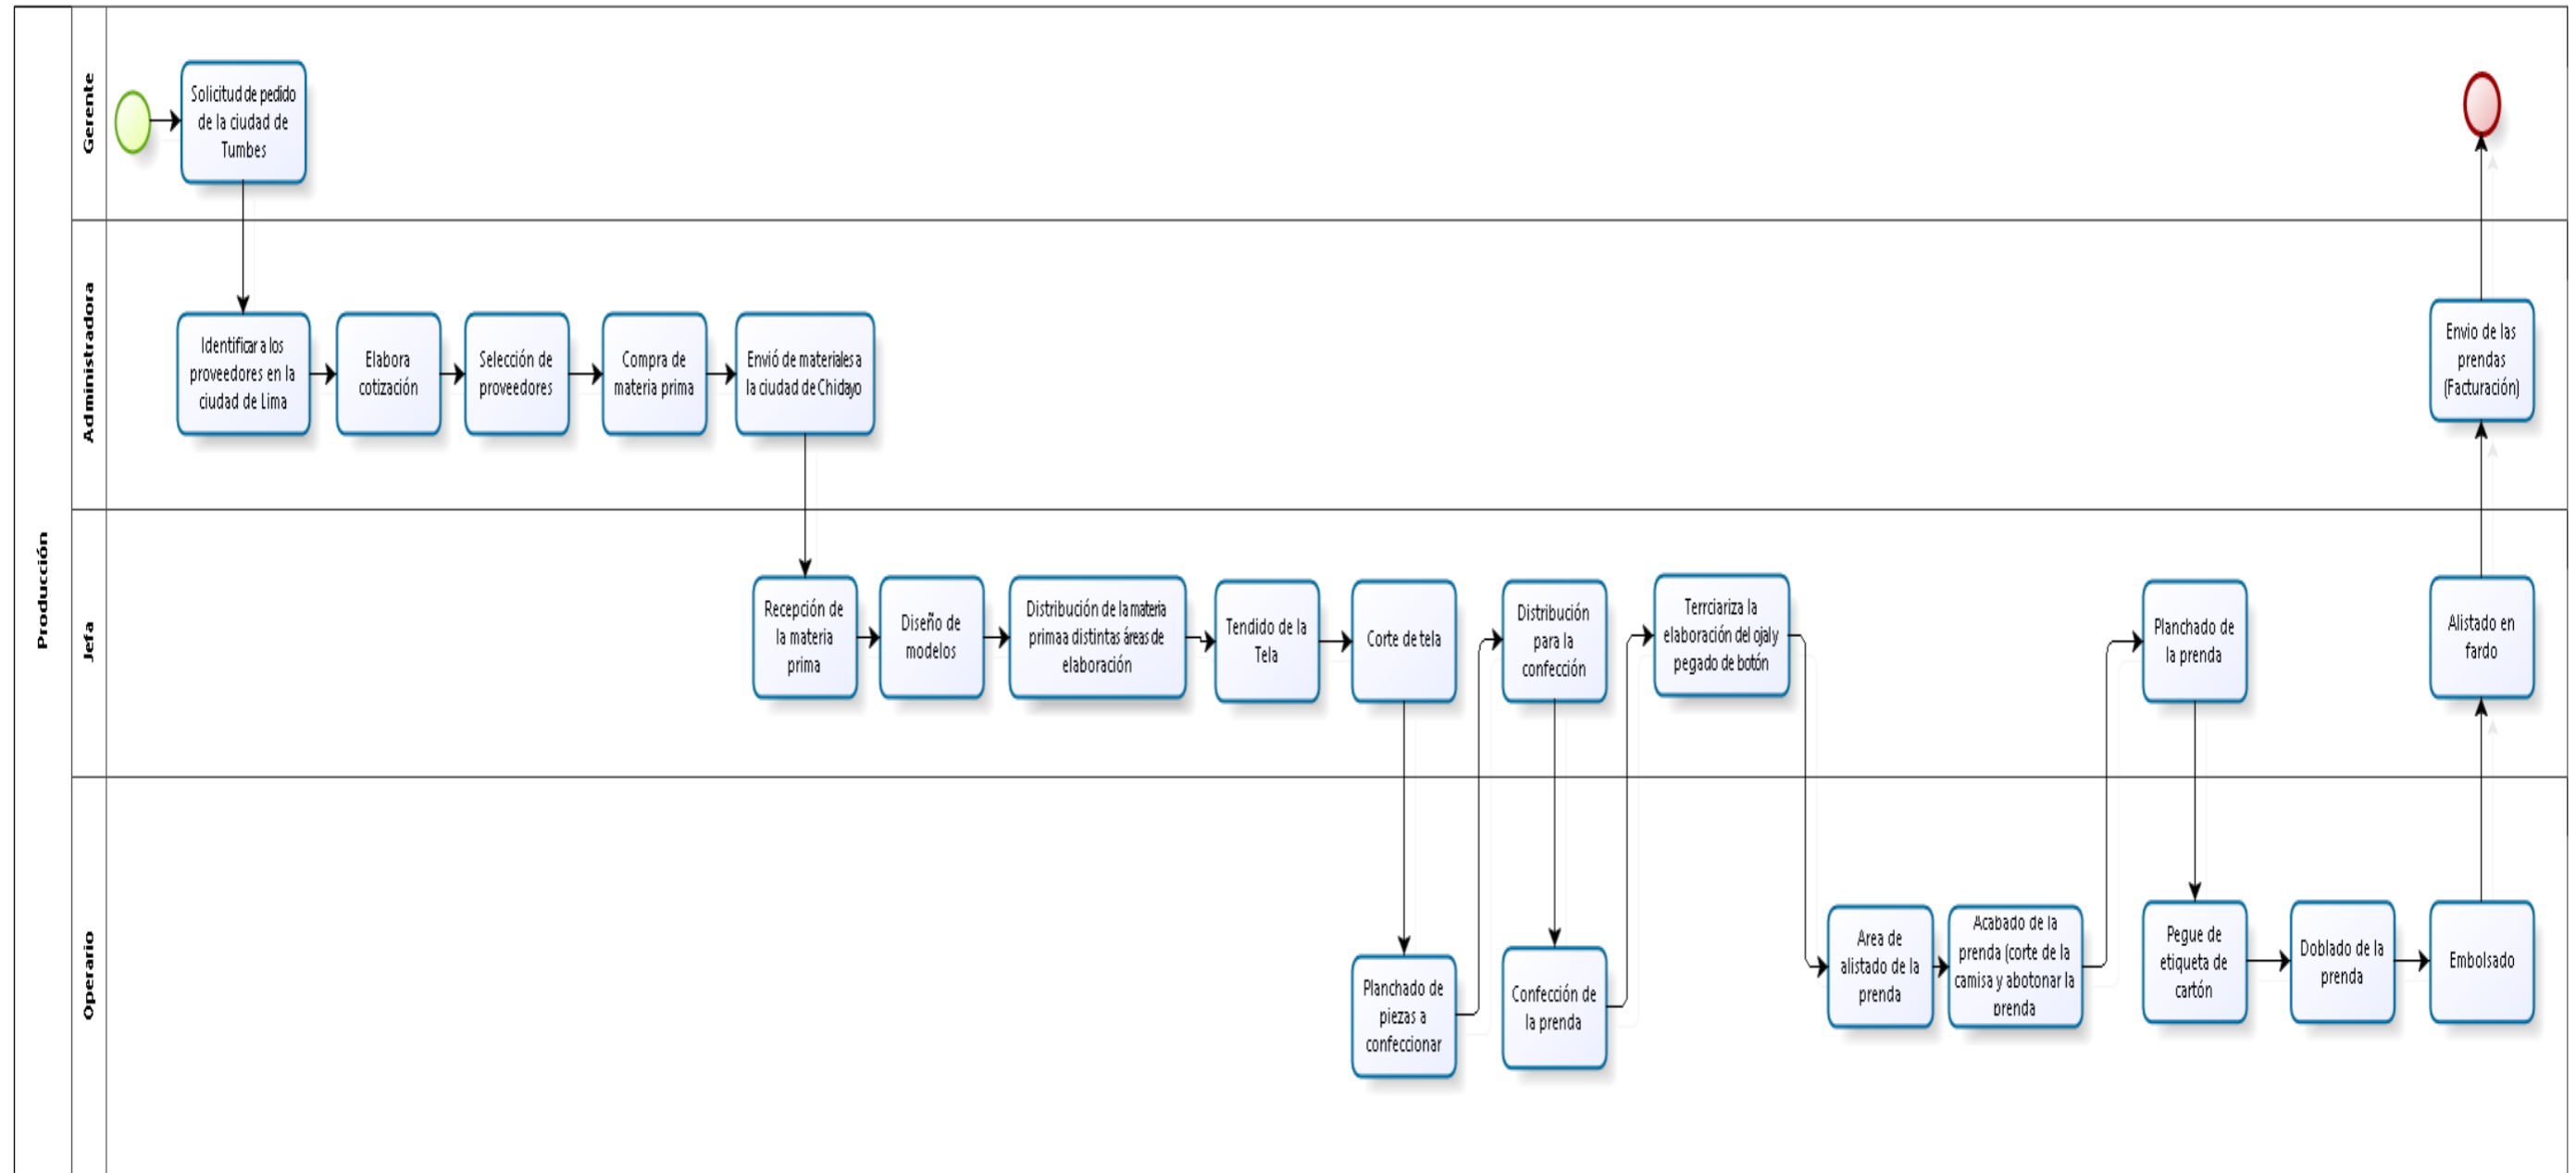 Producción
Gerente
Solicitud de pedido
de la ciudad de
Tumbes
Administradora
Identificar a los
proveedores en la
ciudad de Lima
Elabora
cotización
Selección de
proveedores
Compra de
materia prima
Envió de materiales a
la ciudad de Chiclayo
Envio de las
prendas
(Facturación)
Jefa
Recepción de
la materia
prima
Diseño de
modelos
Distribución de la materia
prima a distintas áreas de
elaboración
Tendido de la
Tela
Corte de tela
Distribución
para la
confección
Terrciariza la
elaboración del ojal y
pegado de botón
Planchado de
la prenda
Alistado en
fardo
Operario
Planchado de
piezas a
confeccionar
Confección de
la prenda
Area de
alistado de la
prenda
Acabado de la
prenda (corte de la
camisa y abotonar la
prenda
Pegue de
etiqueta de
cartón
Doblado de la
prenda
Embolsado